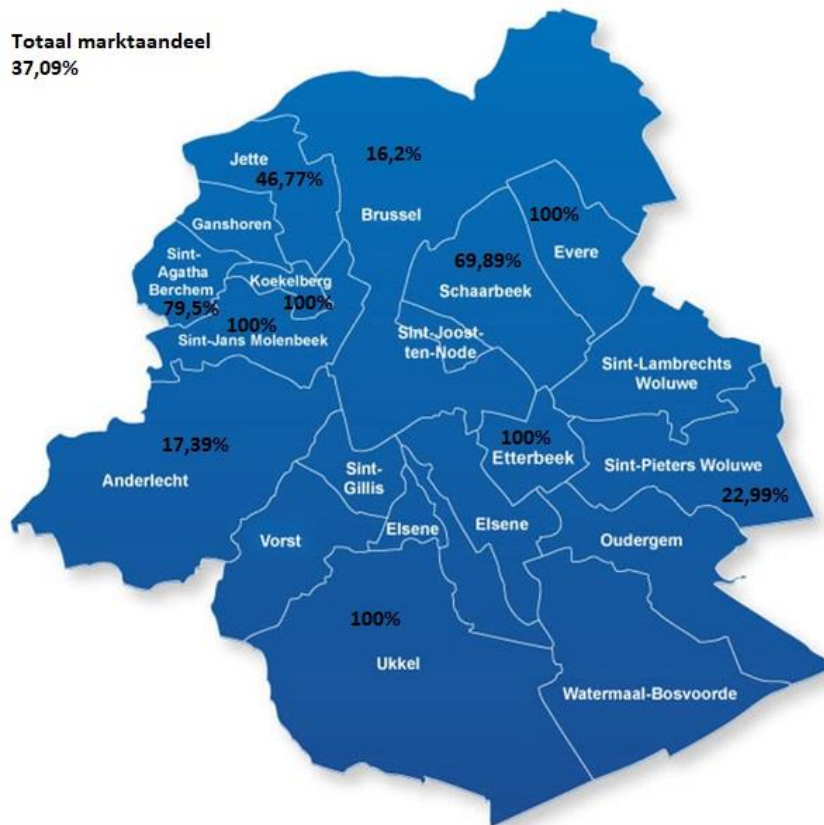 Totaal marktaandeel
37,09%
Jette
46,77%
16,2%
Brussel
Ganshoren
100%
Evere
Sint-
Agatha
Berchem
79,5%
Koekelberg
100%
69,89%
Schaarbeek
100%
Sint-Jans Molenbeek
Sint-Joost-
ten-Node
Sint-Lambrechts
Woluwe
17,39%
Anderlecht
Sint-
Gillis
100%
Etterbeek
Sint-Pieters Woluwe
22,99%
Vorst
Elsene
Elsene
Oudergem
100%
Ukkel
Watermaal-Bosvoorde